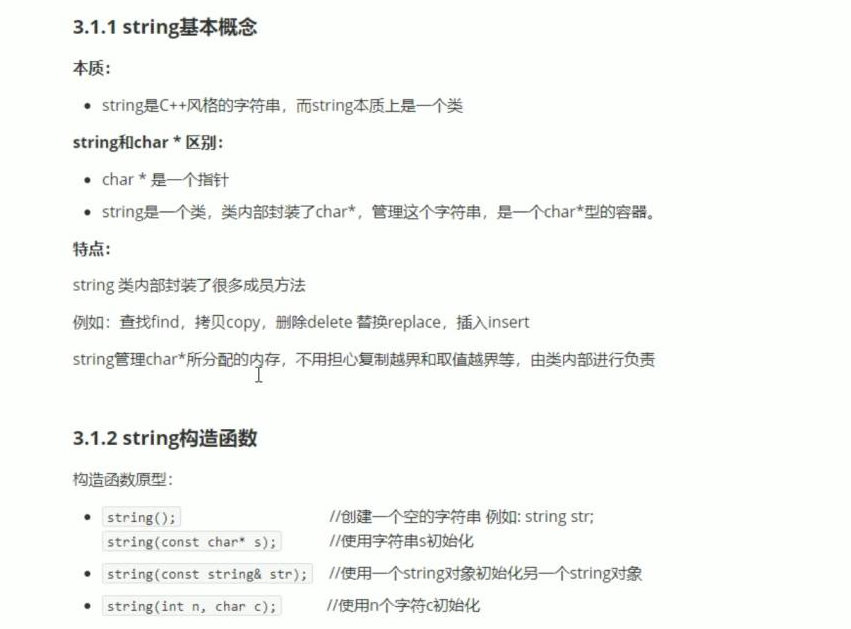 3.1.1 string基本概念
本质：
string是C++风格的字符串，而string本质上是一个类
string和char * 区别：
char * 是一个指针
string是一个类，类内部封装了char*，管理这个字符串，是一个char*型的容器。
特点：
string 类内部封装了很多成员方法
例如：查找find，拷贝copy，删除delete 替换replace，插入insert
string管理char*所分配的内存，不用担心复制越界和取值越界等，由类内部进行负责
3.1.2 string构造函数
构造函数原型：
string(); //创建一个空的字符串 例如: string str;
string(const char* s); //使用字符串s初始化
string(const string& str); //使用一个string对象初始化另一个string对象
string(int n, char c); //使用n个字符c初始化